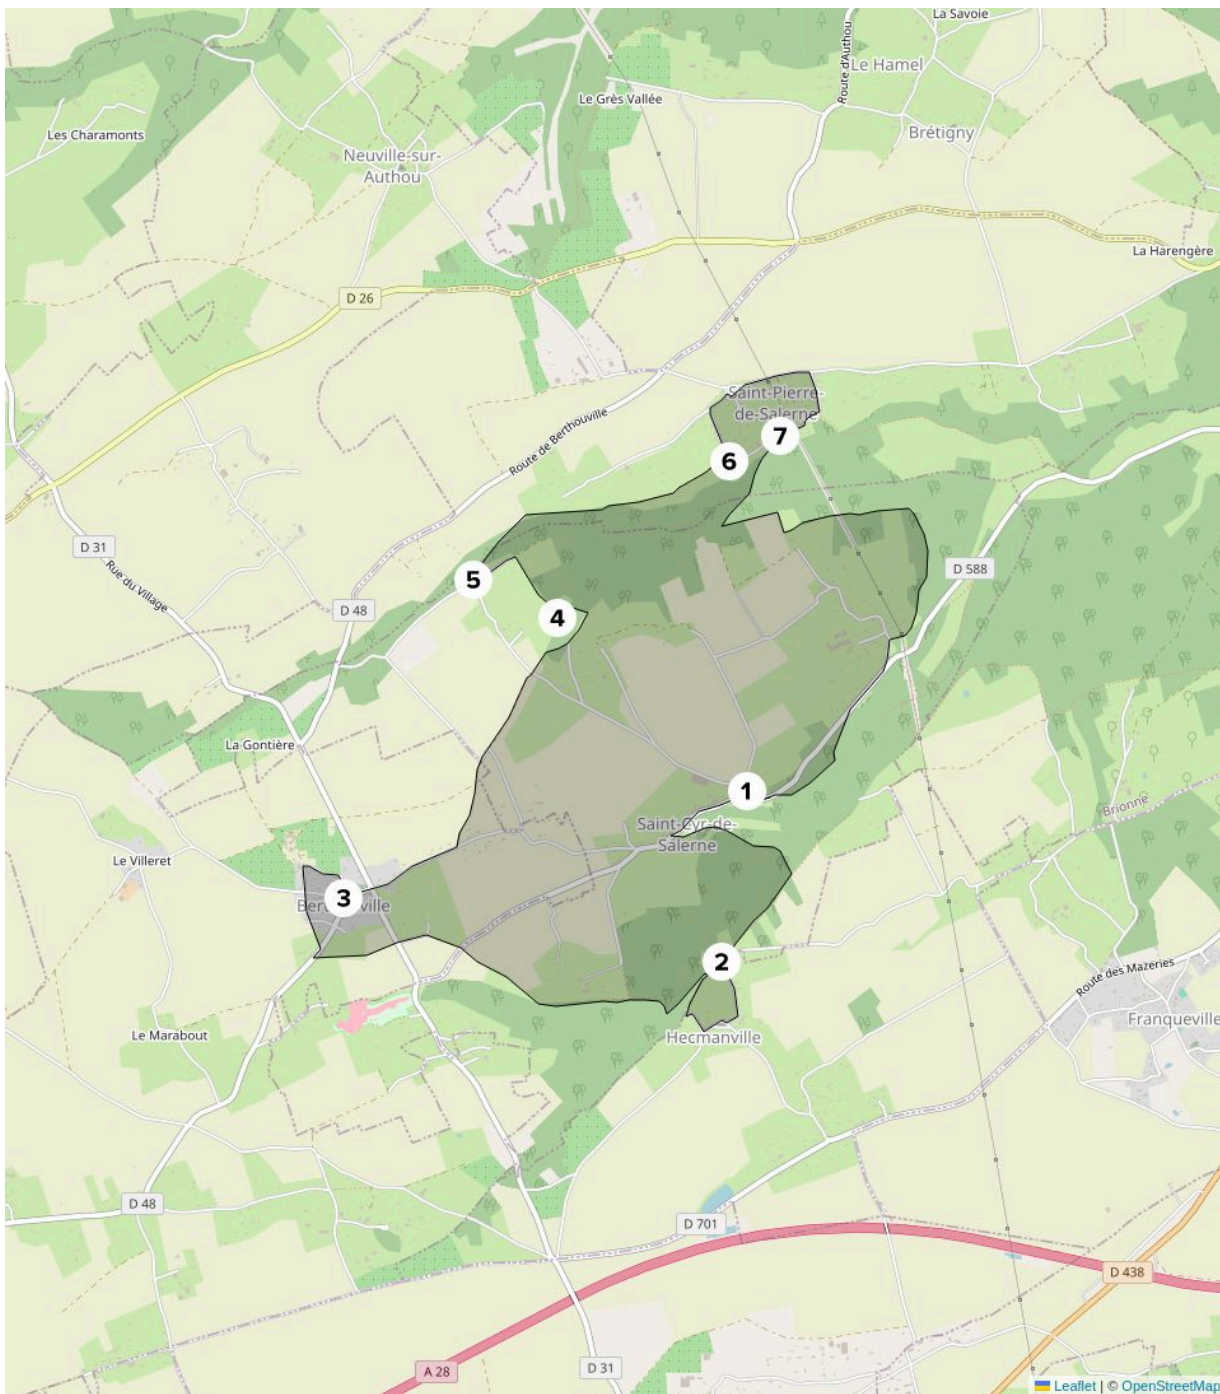 La Savoie
Route d'Authou
Le Hamel
Le Grès Vallée
Les Charamonts
Brétigny
Neuville-sur-
Authou
La Harengère
D 26
Saint-Pierre-
de-Salerne
Route de Berthouville
7
6
D 31
D 588
Rue du Village
5
D 48
4
La Gontière
1
Brionne
Saint-Cyr-de-
Salerne
Le Villeret
3
2
Route des Mazeries
Franqueville
Le Marabout
Hecmanville
D 48
D 701
D 438
A 28
D 31
Leaflet | © OpenStreetMap